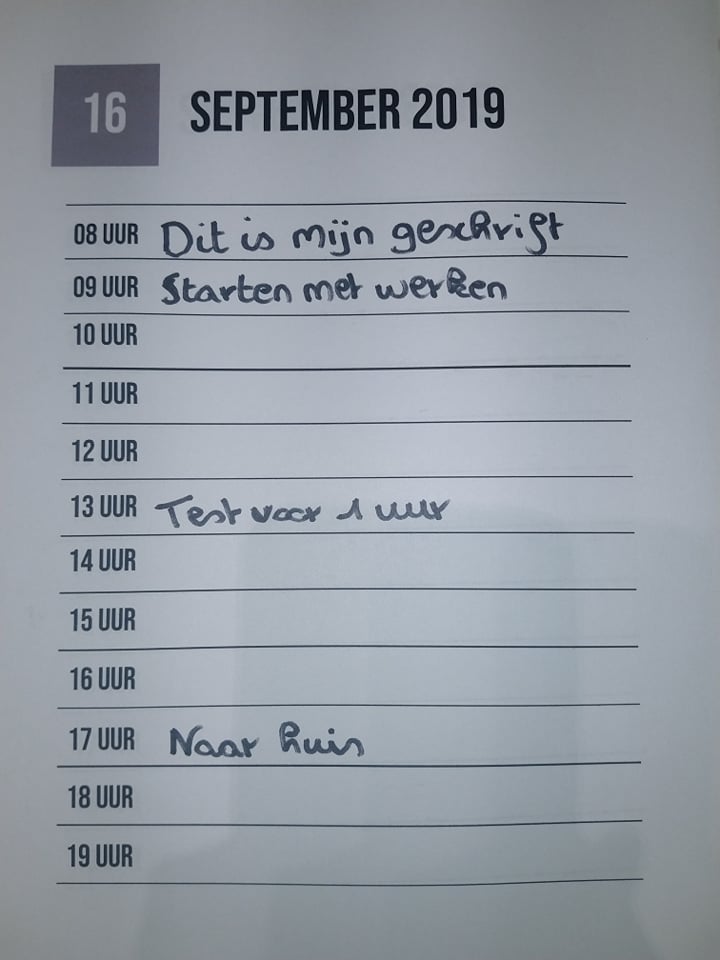 16 SEPTEMBER 2019
08 UUR Dit is mijn geschrift
09 UUR Starten met werken
10 UUR
11 UUR
12 UUR
13 UUR Test voor 1 uur
14 UUR
15 UUR
16 UUR
17 UUR Naar huis
18 UUR
19 UUR